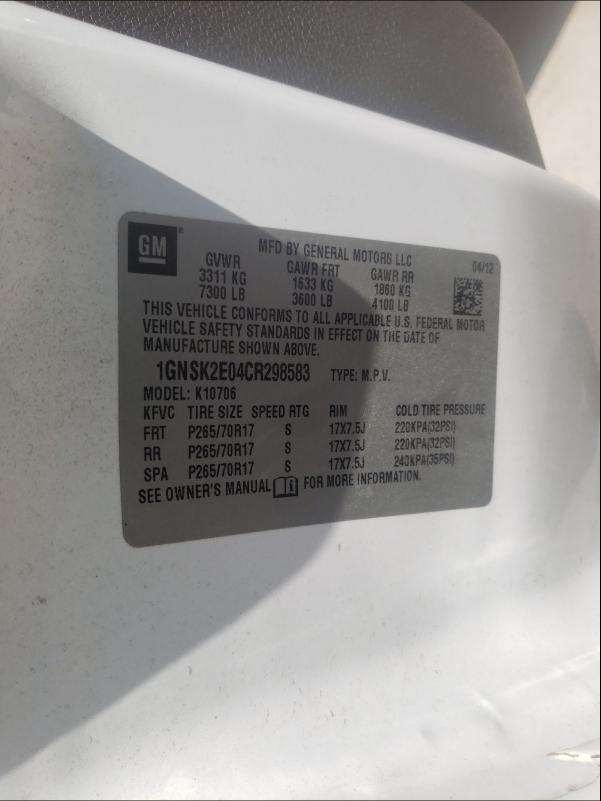 GM®
MFD BY GENERAL MOTORS LLC 04/12
GVWR GAWR FRT GAWR RR
3311 KG 1633 KG 1860 KG
7300 LB 3600 LB 4100 LB
THIS VEHICLE CONFORMS TO ALL APPLICABLE U.S. FEDERAL MOTOR
VEHICLE SAFETY STANDARDS IN EFFECT ON THE DATE OF
MANUFACTURE SHOWN ABOVE.
1GNSK2E04CR298583 TYPE: M.P.V.
MODEL: K10706
KFVC TIRE SIZE SPEED RTG RIM COLD TIRE PRESSURE
FRT P265/70R17 S 17X7.5J 220KPA(32PSI)
RR P265/70R17 S 17X7.5J 220KPA(32PSI)
SPA P265/70R17 S 17X7.5J 240KPA(35PSI)
SEE OWNER'S MANUAL FOR MORE INFORMATION.